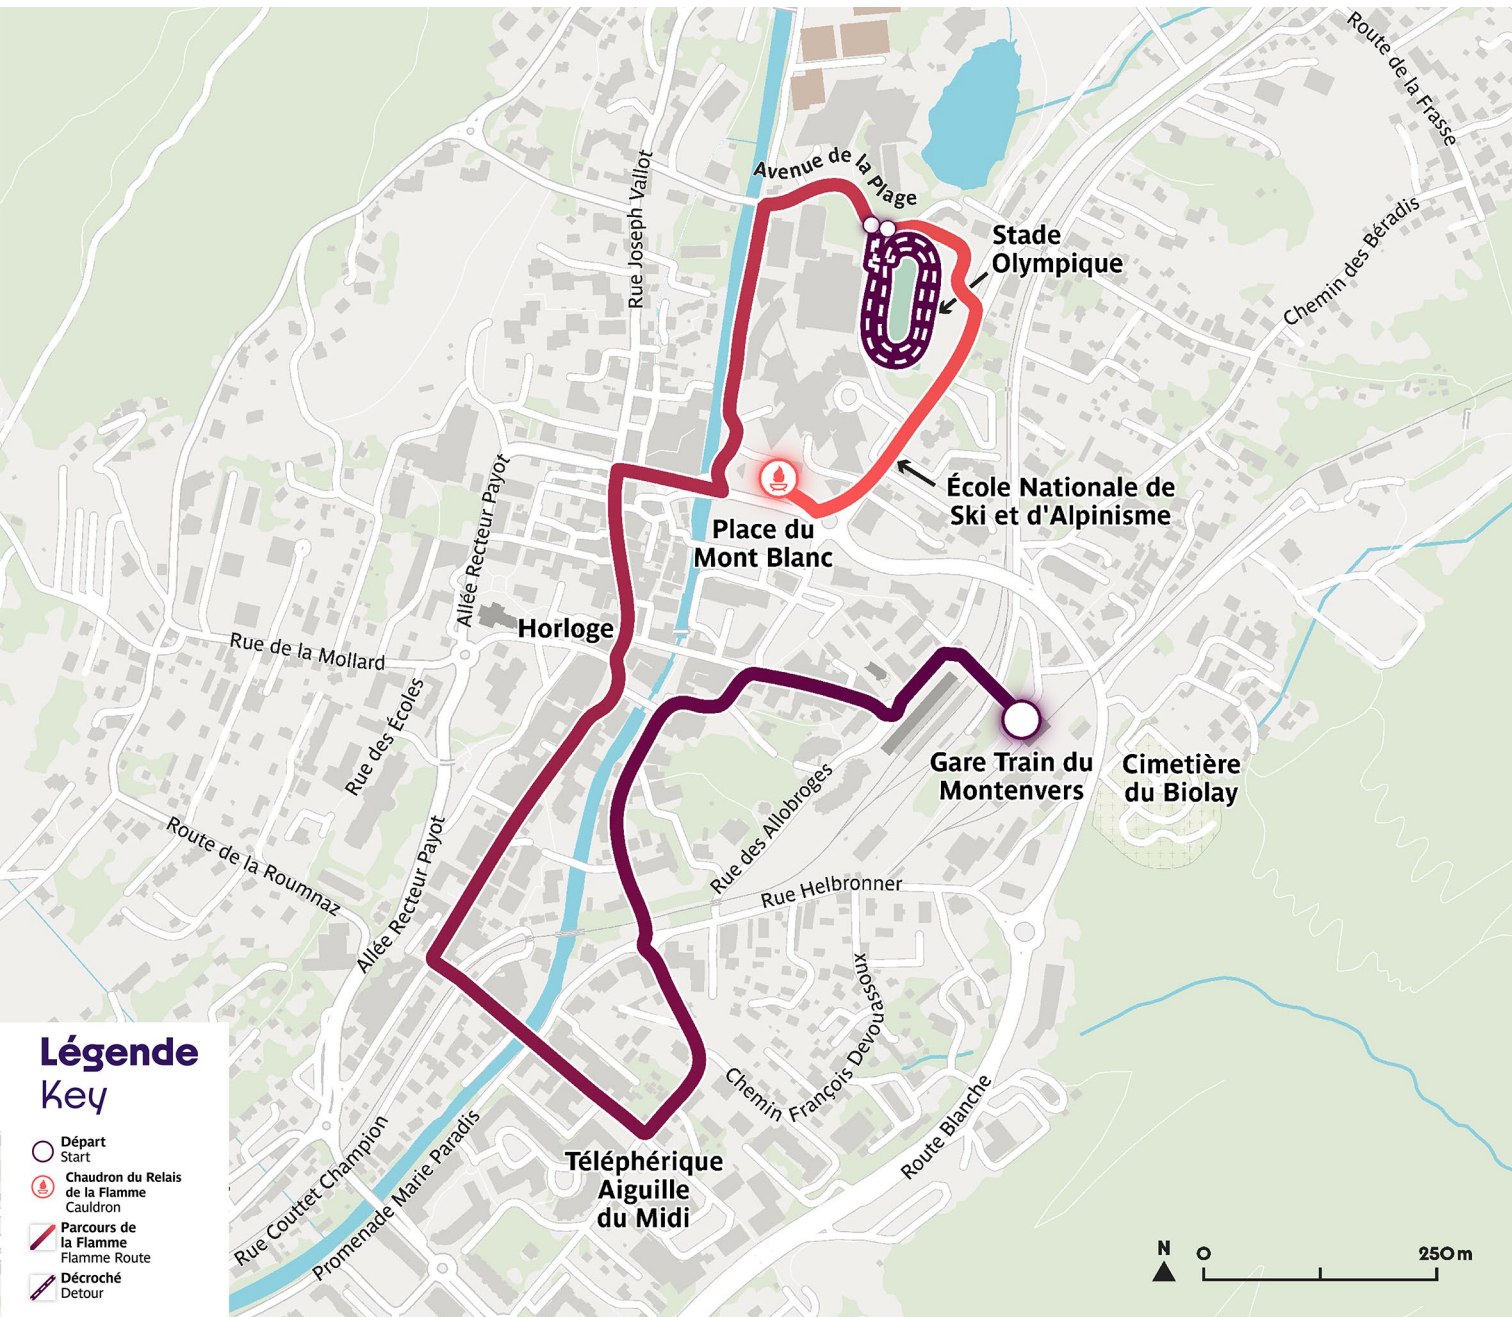 Route de la Frasse
Avenue de la Plage
Rue Joseph Vallot
Stade
Olympique
Chemin des Béradis
Allée Recteur Payot
École Nationale de
Ski et d'Alpinisme
Place du
Mont Blanc
Horloge
Rue de la Mollard
Rue des Écoles
Gare Train du
Montenvers
Cimetière
du Biolay
Rue des Allobroges
Route de la Roumnaz
Allée Recteur Payot
Rue Helbronner
Chemin François Devouassoux
Route Blanche
Téléphérique
Aiguille
du Midi
Rue Couttet Champion
Promenade Marie Paradis
Légende
Key
Départ
Start
Chaudron du Relais
de la Flamme
Cauldron
Parcours de
la Flamme
Flamme Route
Décroché
Detour
N
0
250m